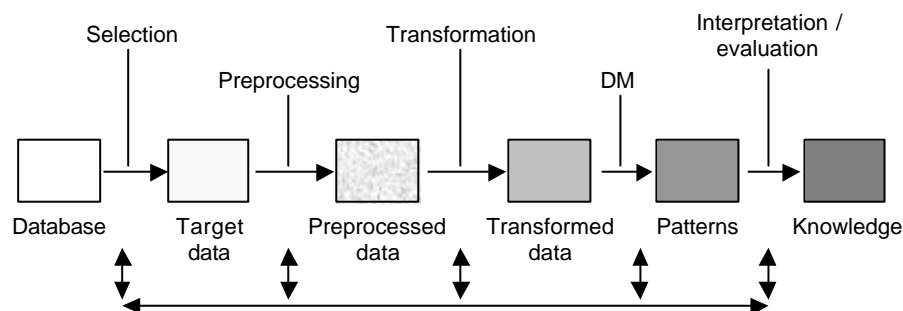 Selection
Preprocessing
Transformation
DM
Interpretation /
evaluation
Database
Target
data
Preprocessed
data
Transformed
data
Patterns
Knowledge